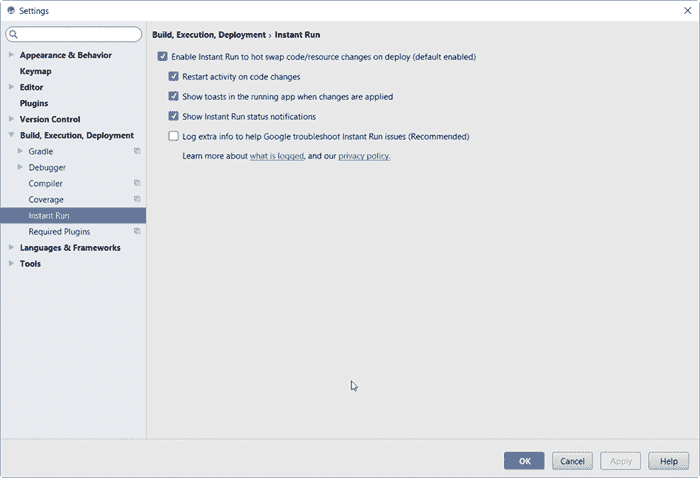 Settings
Appearance & Behavior
Keymap
Editor
Plugins
Version Control
Build, Execution, Deployment
Gradle
Debugger
Compiler
Coverage
Instant Run
Required Plugins
Languages & Frameworks
Tools
Build, Execution, Deployment › Instant Run
Enable Instant Run to hot swap code/resource changes on deploy (default enabled)
Restart activity on code changes
Show toasts in the running app when changes are applied
Show Instant Run status notifications
Log extra info to help Google troubleshoot Instant Run issues (Recommended)
Learn more about what is logged, and our privacy policy.
OK Cancel Apply Help